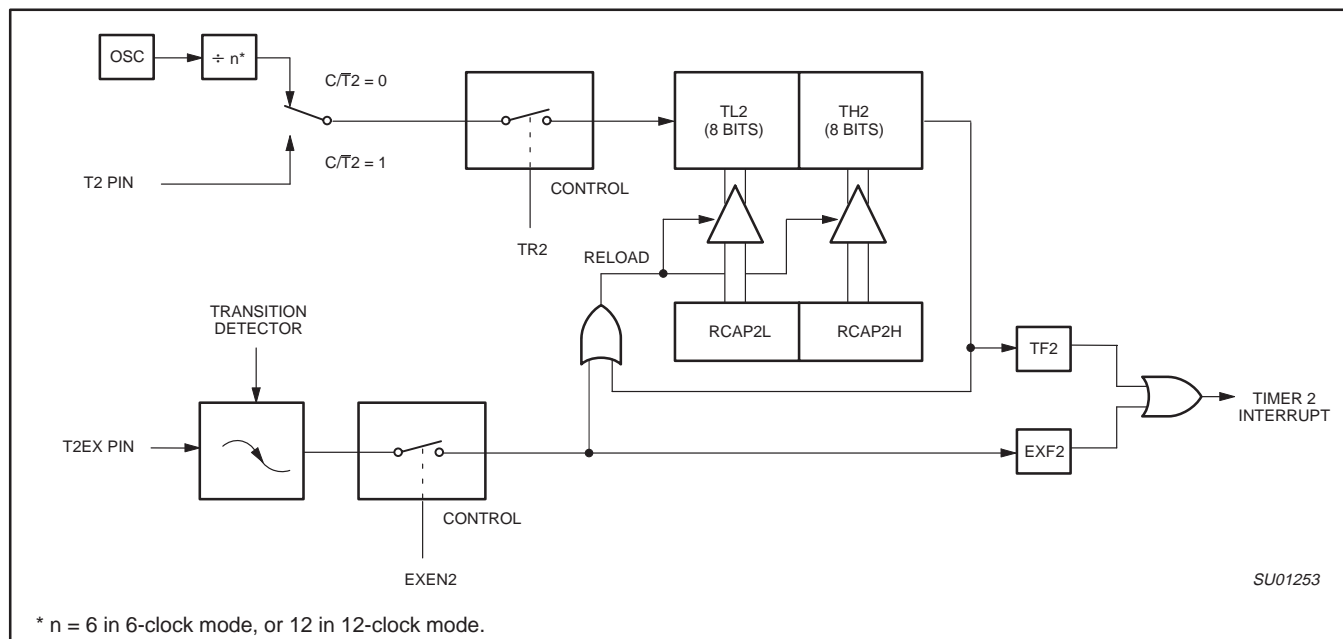 OSC
÷ n*
C/T̅2 = 0
TL2
(8 BITS)
TH2
(8 BITS)
C/T̅2 = 1
T2 PIN
CONTROL
TR2
RELOAD
TRANSITION
DETECTOR
RCAP2L
RCAP2H
TF2
TIMER 2
INTERRUPT
T2EX PIN
EXF2
CONTROL
EXEN2
SU01253
* n = 6 in 6-clock mode, or 12 in 12-clock mode.